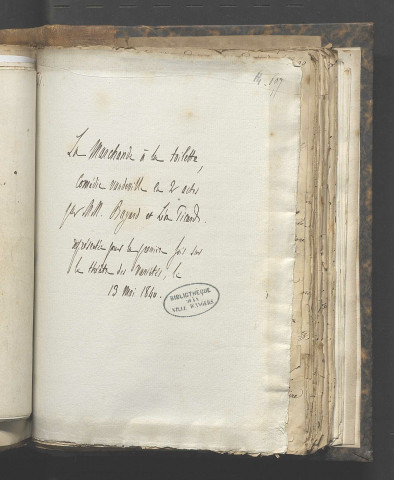 La Marchande à la toilette,
Comédie vaudeville en 2 actes
par MM. Bayard et Léon Picard.
représentée pour la première fois sur
le théâtre des Variétés, le
13 Mai 1840.
BIBLIOTHÈQUE
DE LA
VILLE D'ANGERS